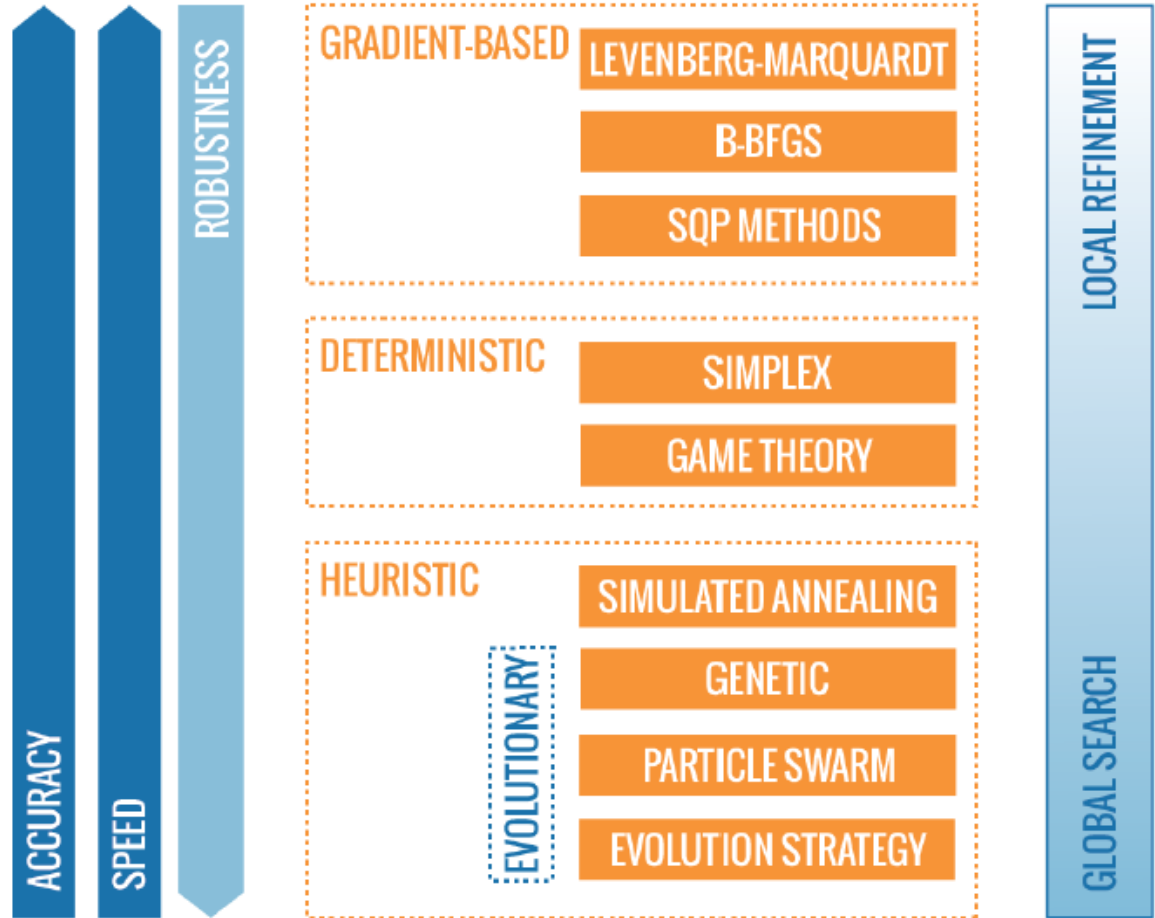 ACCURACY
SPEED
ROBUSTNESS
GRADIENT-BASED
LEVENBERG-MARQUARDT
B-BFGS
SQP METHODS
DETERMINISTIC
SIMPLEX
GAME THEORY
HEURISTIC
SIMULATED ANNEALING
EVOLUTIONARY
GENETIC
PARTICLE SWARM
EVOLUTION STRATEGY
LOCAL REFINEMENT
GLOBAL SEARCH